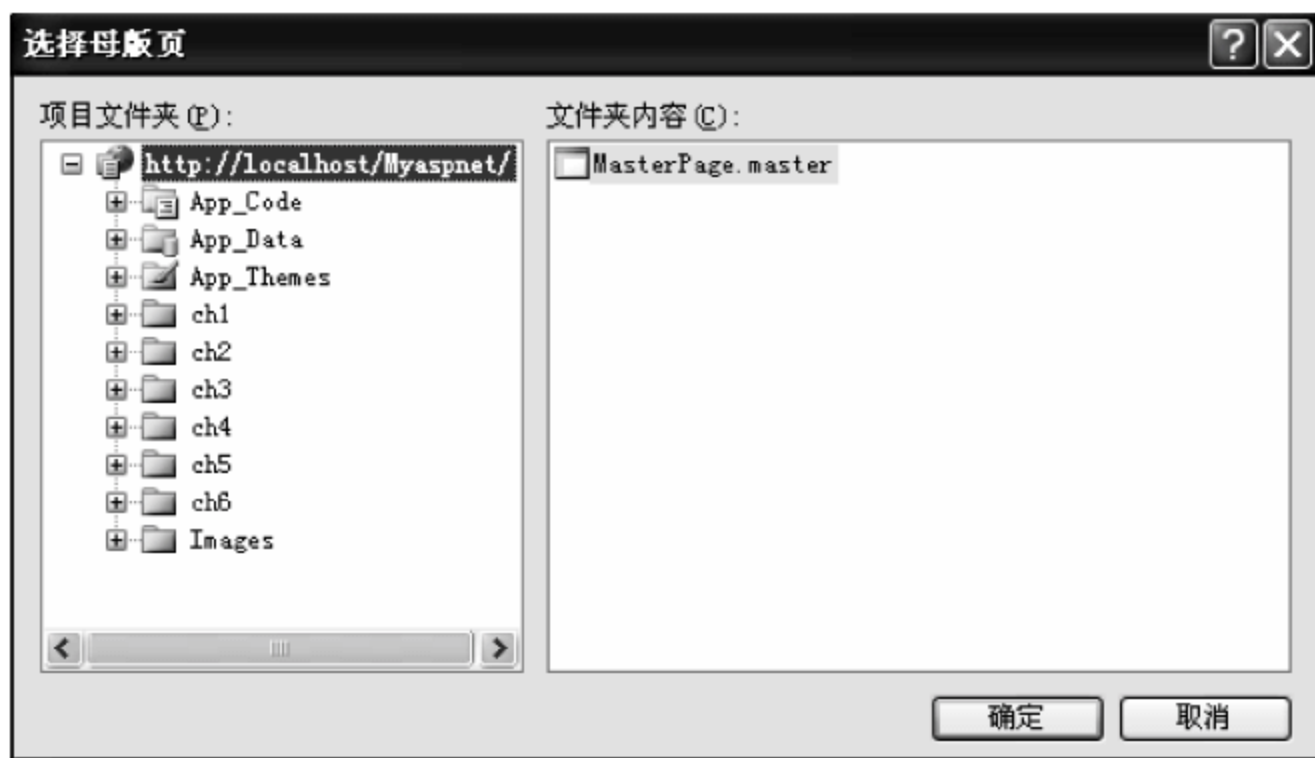 选择母版页
项目文件夹(P):
http://localhost/Myaspnet/
App_Code
App_Data
App_Themes
ch1
ch2
ch3
ch4
ch5
ch6
Images
文件夹内容(C):
MasterPage.master
确定
取消